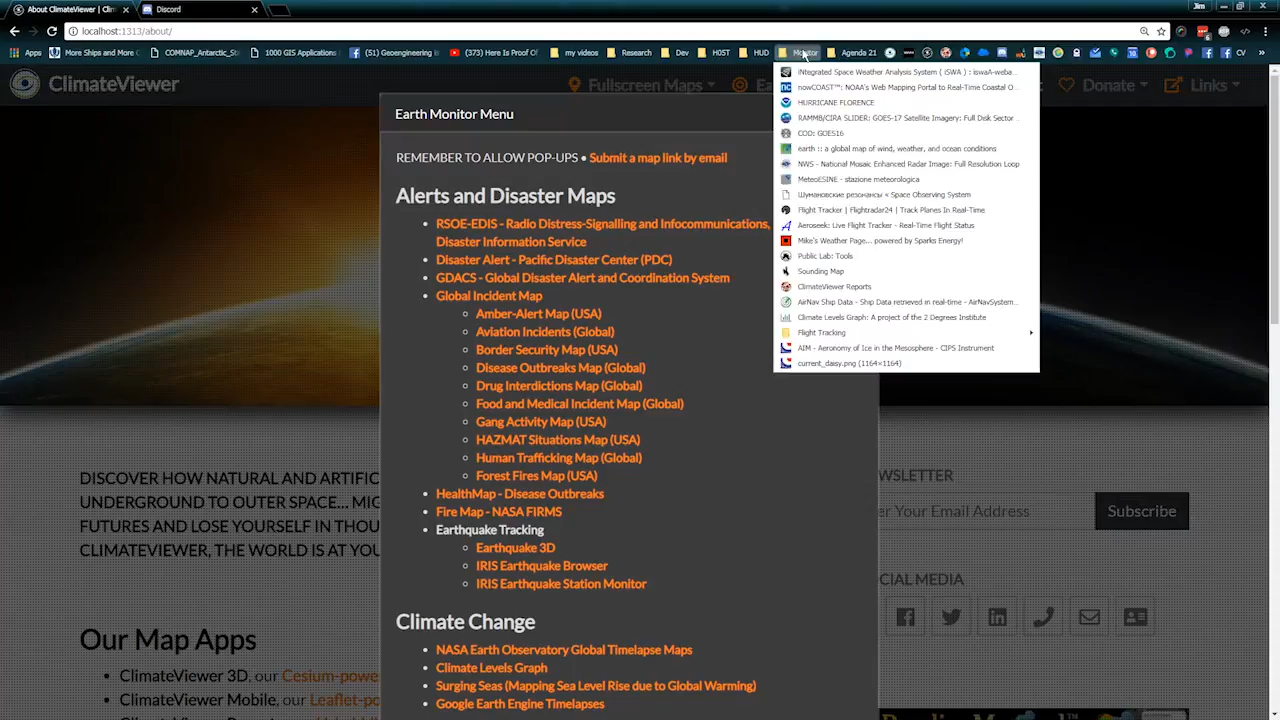 Jim
About ClimateViewer | Clim
Discord
localhost:1313/about/
Apps
More Ships and More
COMNAP_Antarctic_St
1000 GIS Applications
(51) Geoengineering i
(373) Here Is Proof Of
my videos
Research
Dev
HOST
HUD
Monitor
Agenda 21
CV
ClimateViewer
Fullscreen Maps
Ea
Donate
Links
iNtegrated Space Weather Analysis System ( iSWA ) : iswaA-weba...
nowCOAST™: NOAA's Web Mapping Portal to Real-Time Coastal O...
HURRICANE FLORENCE
RAMMB/CIRA SLIDER: GOES-17 Satellite Imagery: Full Disk Sector...
COD: GOES16
earth :: a global map of wind, weather, and ocean conditions
NWS - National Mosaic Enhanced Radar Image: Full Resolution Loop
MeteoESINE - stazione meteorologica
Шумановские резонансы « Space Observing System
Flight Tracker | Flightradar24 | Track Planes In Real-Time
Aeroseek: Live Flight Tracker - Real-Time Flight Status
Mike's Weather Page... powered by Sparks Energy!
Public Lab: Tools
Sounding Map
ClimateViewer Reports
AirNav Ship Data - Ship Data retrieved in real-time - AirNavSystem...
Climate Levels Graph: A project of the 2 Degrees Institute
Flight Tracking
AIM - Aeronomy of Ice in the Mesosphere - CIPS Instrument
current_daisy.png (1164×1164)
Earth Monitor Menu
REMEMBER TO ALLOW POP-UPS • Submit a map link by email
Alerts and Disaster Maps
RSOE-EDIS - Radio Distress-Signalling and Infocommunications,
Disaster Information Service
Disaster Alert - Pacific Disaster Center (PDC)
GDACS - Global Disaster Alert and Coordination System
Global Incident Map
Amber-Alert Map (USA)
Aviation Incidents (Global)
Border Security Map (USA)
Disease Outbreaks Map (Global)
Drug Interdictions Map (Global)
Food and Medical Incident Map (Global)
Gang Activity Map (USA)
HAZMAT Situations Map (USA)
Human Trafficking Map (Global)
Forest Fires Map (USA)
HealthMap - Disease Outbreaks
Fire Map - NASA FIRMS
Earthquake Tracking
Earthquake 3D
IRIS Earthquake Browser
IRIS Earthquake Station Monitor
Climate Change
NASA Earth Observatory Global Timelapse Maps
Climate Levels Graph
Surging Seas (Mapping Sea Level Rise due to Global Warming)
Google Earth Engine Timelapses
DISCOVER HOW NATURAL AND ARTIFIC
UNDERGROUND TO OUTER SPACE... MIG
FUTURES AND LOSE YOURSELF IN THOU
CLIMATEVIEWER, THE WORLD IS AT YOU
Our Map Apps
ClimateViewer 3D, our Cesium-powe
ClimateViewer Mobile, our Leaflet-po
WSLETTER
er Your Email Address
Subscribe
CIAL MEDIA